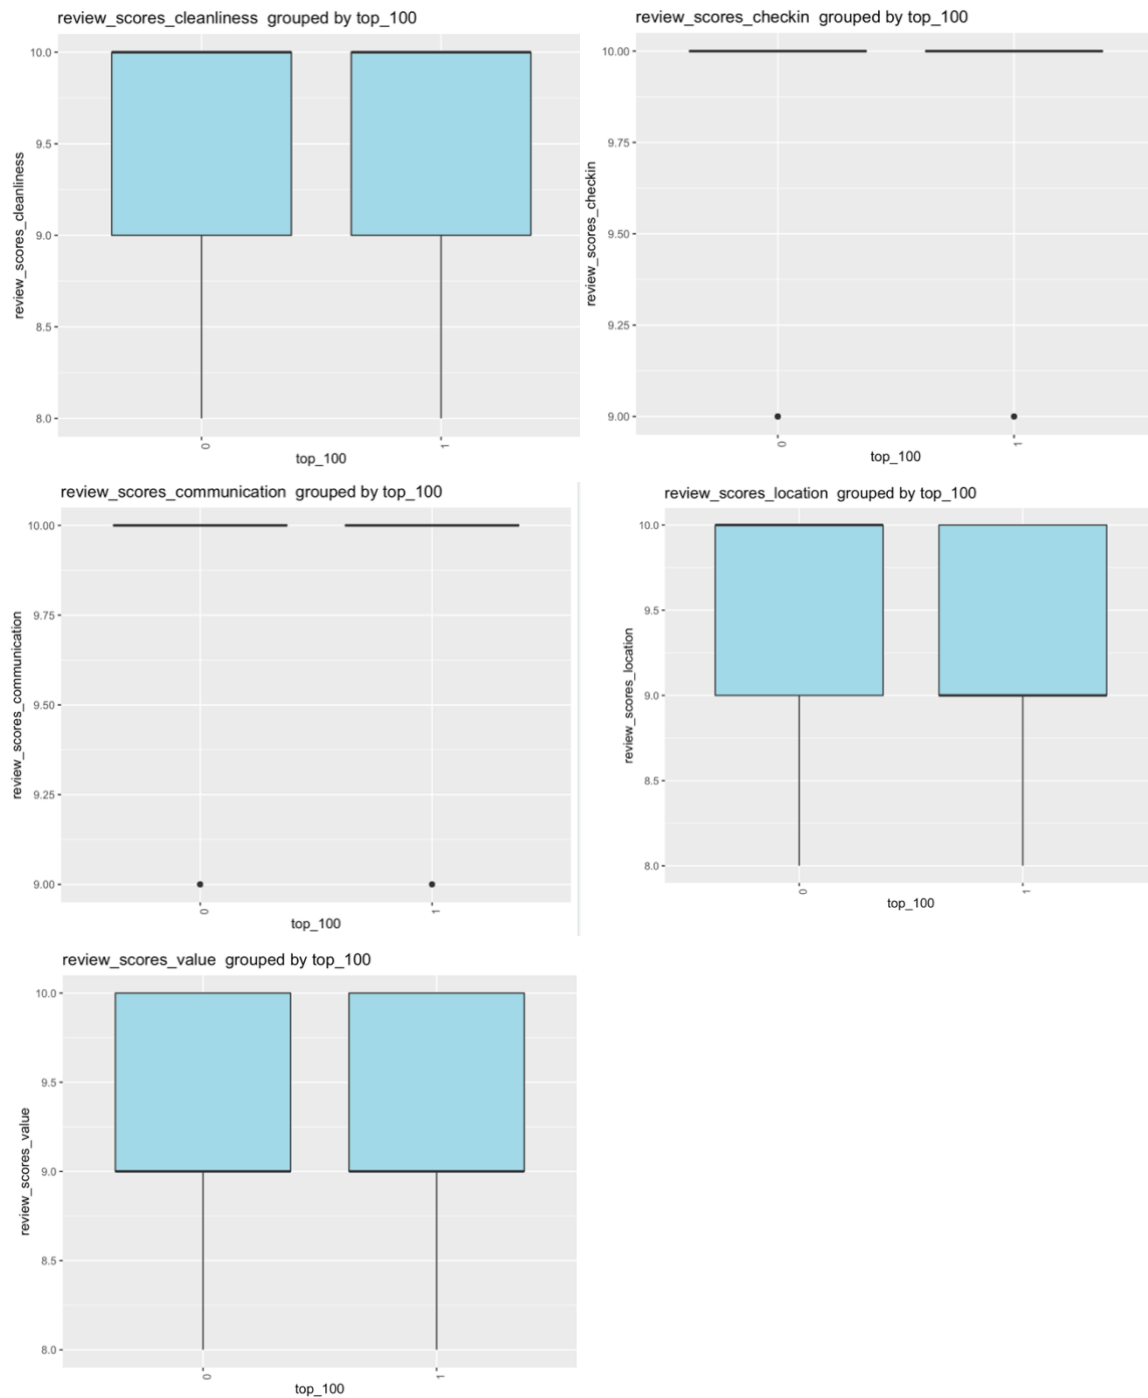 review_scores_cleanliness  grouped by top_100
10.0
9.5
9.0
8.5
8.0
review_scores_cleanliness
0
1
top_100
review_scores_checkin  grouped by top_100
10.00
9.75
9.50
9.25
9.00
review_scores_checkin
0
1
top_100
review_scores_communication  grouped by top_100
10.00
9.75
9.50
9.25
9.00
review_scores_communication
0
1
top_100
review_scores_location  grouped by top_100
10.0
9.5
9.0
8.5
8.0
review_scores_location
0
1
top_100
review_scores_value  grouped by top_100
10.0
9.5
9.0
8.5
8.0
review_scores_value
0
1
top_100